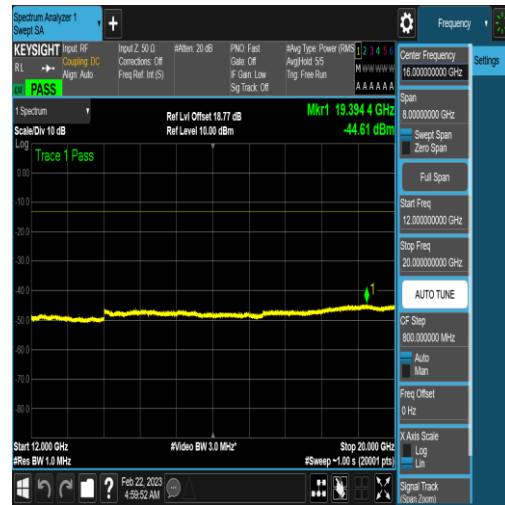 Spectrum Analyzer 1
Swept SA
Frequency
KEYSIGHT
RL
PASS
Input: RF
Coupling: DC
Align: Auto
Input Z: 50 Ω
Corrections: Off
Freq Ref: Int (S)
#Atten: 20 dB
PNO: Fast
Gate: Off
IF Gain: Low
Sig Track: Off
#Avg Type: Power (RMS
Avg|Hold: 5/5
Trig: Free Run
1 2 3 4 5 6
M W W W W W
A A A A A A
1 Spectrum
Scale/Div 10 dB
Ref Lvl Offset 18.77 dB
Ref Level 10.00 dBm
Mkr1 19.394 4 GHz
-44.61 dBm
Log
Trace 1 Pass
0.00
-10.0
-20.0
-30.0
-40.0
-50.0
-60.0
-70.0
-80.0
1
Start 12.000 GHz
#Res BW 1.0 MHz
#Video BW 3.0 MHz*
Stop 20.000 GHz
#Sweep ~1.00 s (20001 pts)
?
Feb 22, 2023
4:59:52 AM
Center Frequency
16.000000000 GHz
Settings
Span
8.00000000 GHz
Swept Span
Zero Span
Full Span
Start Freq
12.000000000 GHz
Stop Freq
20.000000000 GHz
AUTO TUNE
CF Step
800.000000 MHz
Auto
Man
Freq Offset
0 Hz
X Axis Scale
Log
Lin
Signal Track
(Span Zoom)